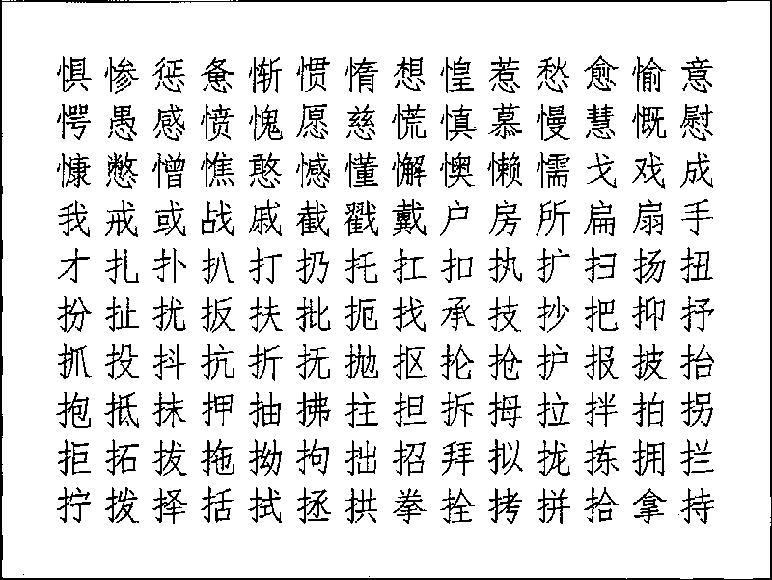 惧惨惩惫惭惯惰想惶惹愁愈愉意
愕愚感愤愧愿慈慌慎慕慢慧慨慰
慷憋憎憔憨憾懂懈懊懒懦戈戏成
我戒或战戚截戳戴户房所扁扇手
才扎扑扒打扔托扛扣执扩扫扬扭
扮扯扰扳扶批扼找承技抄把抑抒
抓投抖抗折抚抛抠抡抢护报披抬
抱抵抹押抽拂拄担拆拇拉拌拍拐
拒拓拔拖拗拘拙招拜拟拢拣拥拦
拧拨择括拭拯拱拳拴拷拼拾拿持